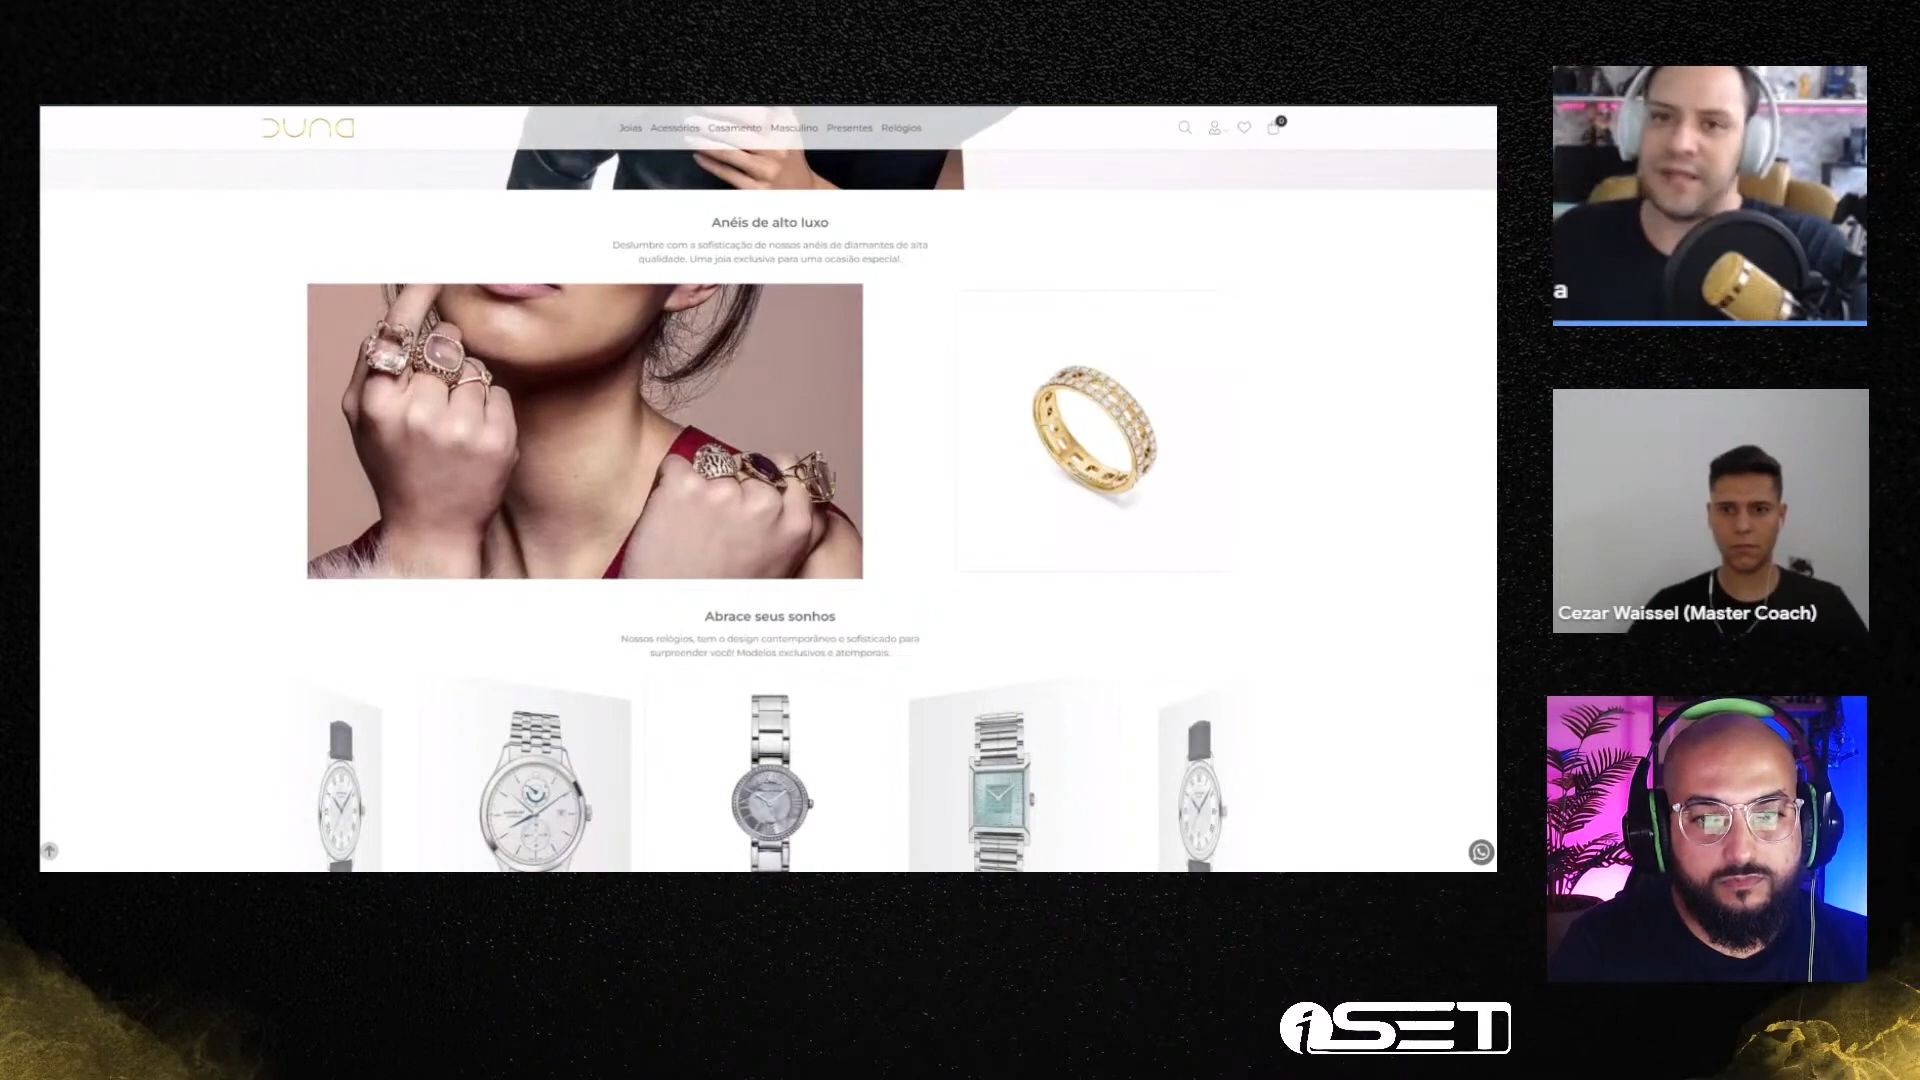 DUNA
Joias Acessórios Casamento Masculino Presentes Relógios
0
Anéis de alto luxo
Deslumbre com a sofisticação de nossos anéis de diamantes de alta
qualidade. Uma joia exclusiva para uma ocasião especial.
Abrace seus sonhos
Nossos relógios, tem o design contemporâneo e sofisticado para
surpreender você! Modelos exclusivos e atemporais.
a
Cezar Waissel (Master Coach)
iSET